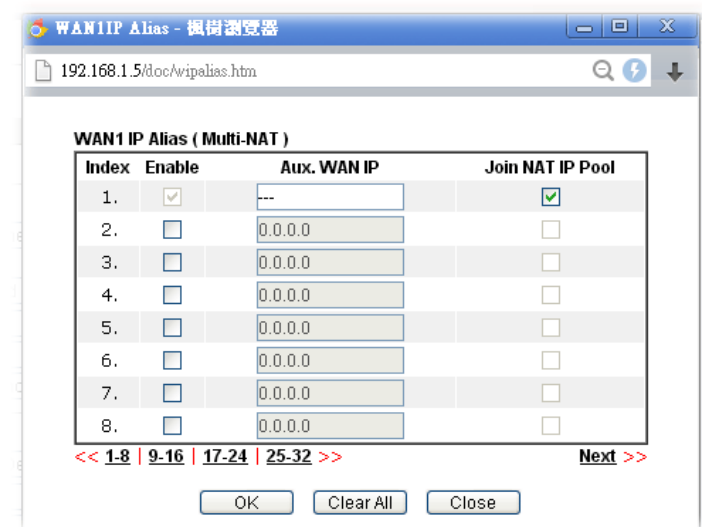 WAN1IP Alias - 楓樹瀏覽器
192.168.1.5/doc/wipalias.htm
WAN1 IP Alias ( Multi-NAT )
Index Enable Aux. WAN IP Join NAT IP Pool
1. ---
2. 0.0.0.0
3. 0.0.0.0
4. 0.0.0.0
5. 0.0.0.0
6. 0.0.0.0
7. 0.0.0.0
8. 0.0.0.0
<< 1-8 | 9-16 | 17-24 | 25-32 >> Next >>
OK Clear All Close